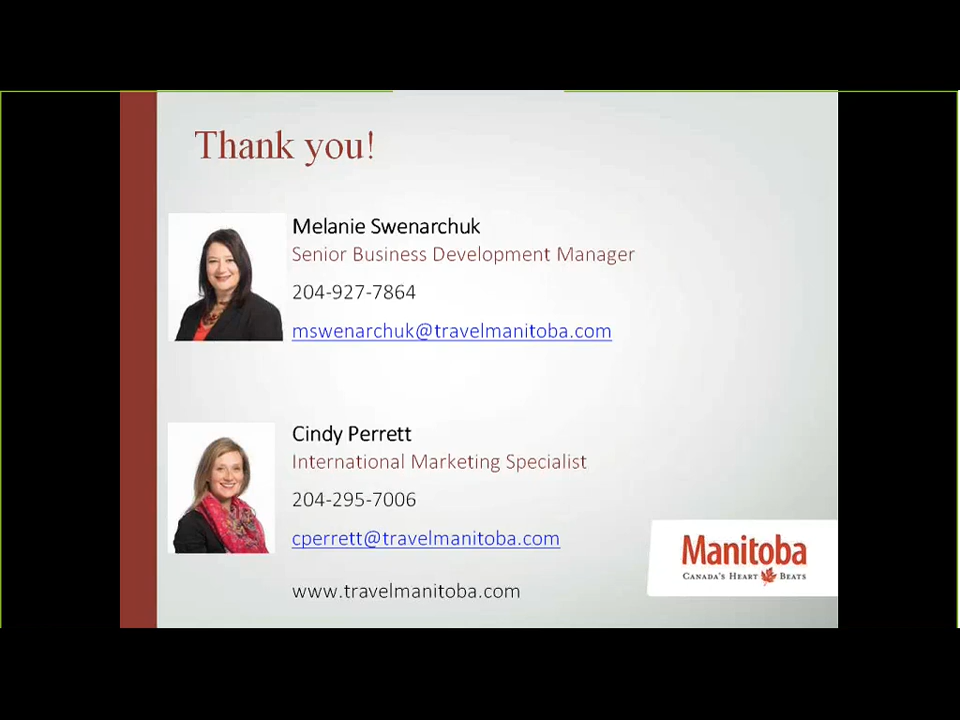 Thank you!
Melanie Swenarchuk
Senior Business Development Manager
204-927-7864
mswenarchuk@travelmanitoba.com
Cindy Perrett
International Marketing Specialist
204-295-7006
cperrett@travelmanitoba.com
www.travelmanitoba.com
Manitoba
CANADA'S HEART BEATS